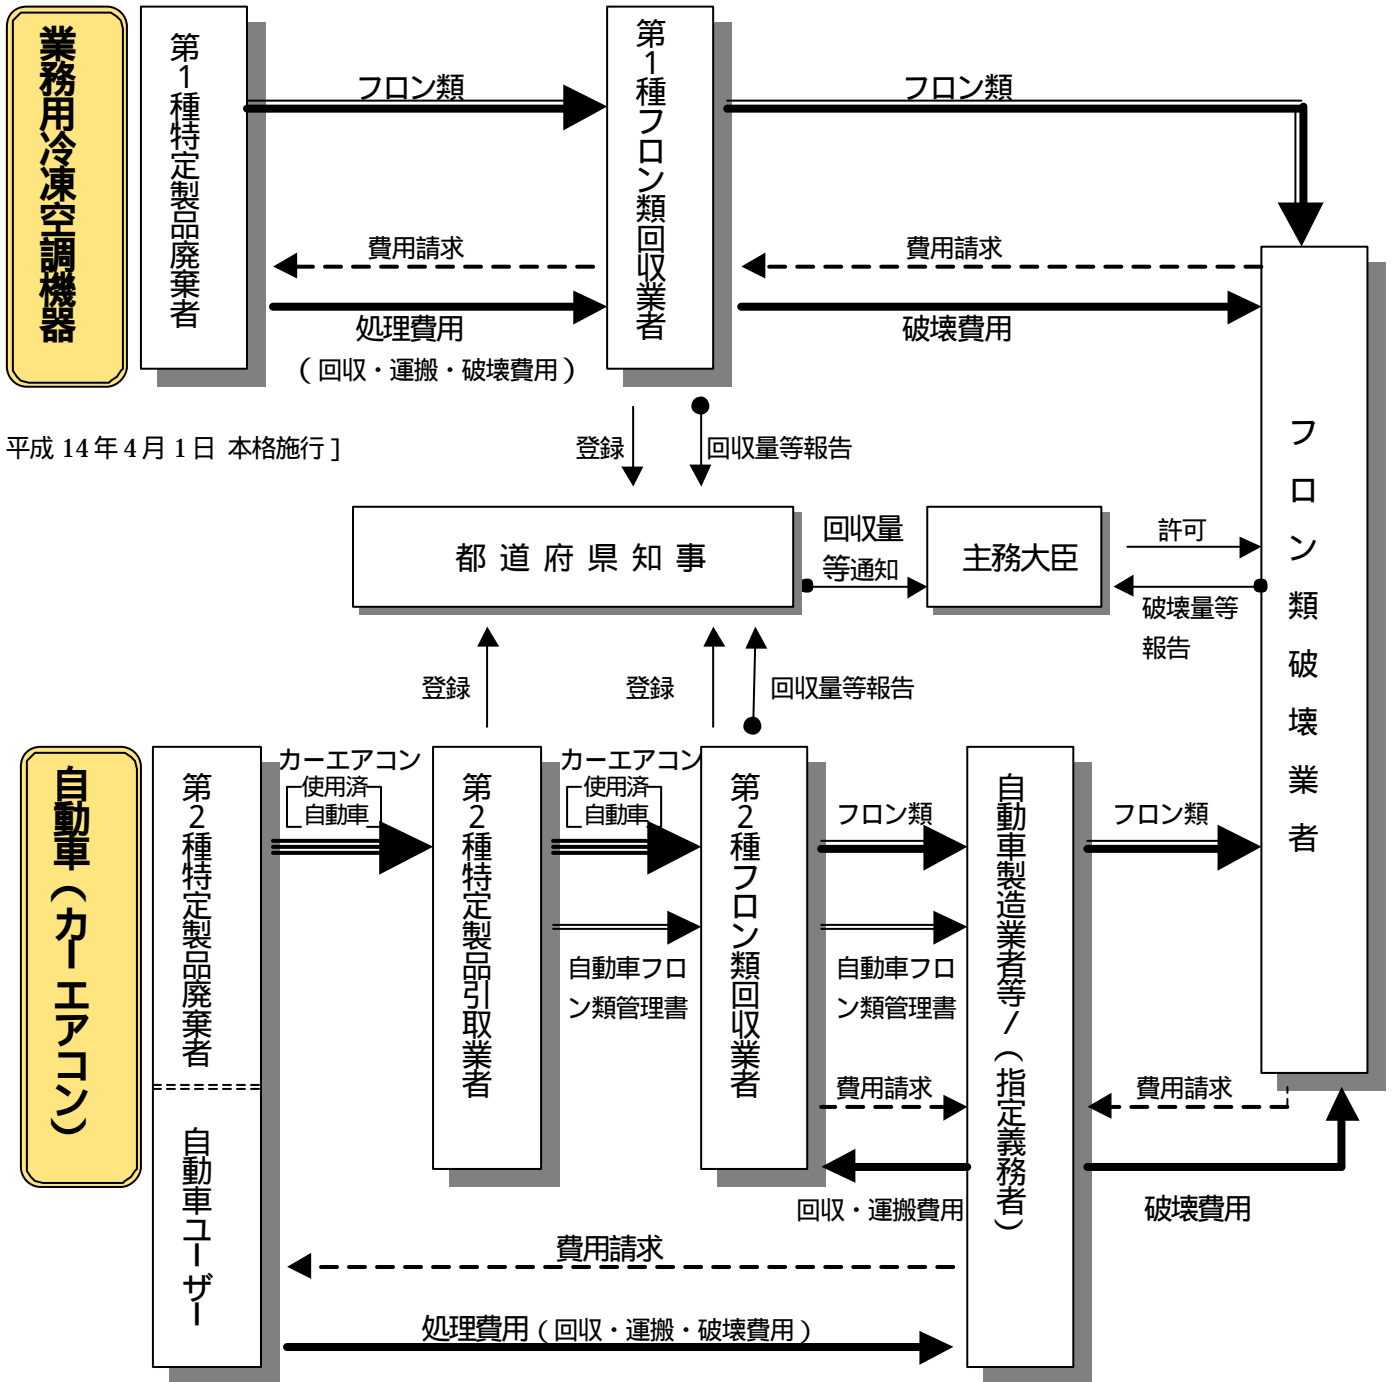 業務用冷凍空調機器
第1種特定製品廃棄者
フロン類
第1種フロン類回収業者
フロン類
費用請求
費用請求
処理費用
(回収・運搬・破壊費用)
破壊費用
平成14年4月1日 本格施行]
登録
回収量等報告
都道府県知事
回収量
等通知
主務大臣
許可
破壊量等
報告
フロン類破壊業者
登録
登録
回収量等報告
自動車(カーエアコン)
第2種特定製品廃棄者
自動車ユーザー
カーエアコン
使用済
自動車
第2種特定製品引取業者
カーエアコン
使用済
自動車
第2種フロン類回収業者
フロン類
自動車製造業者等/(指定義務者)
フロン類
自動車フロ
ン類管理書
自動車フロ
ン類管理書
費用請求
費用請求
回収・運搬費用
破壊費用
費用請求
処理費用(回収・運搬・破壊費用)